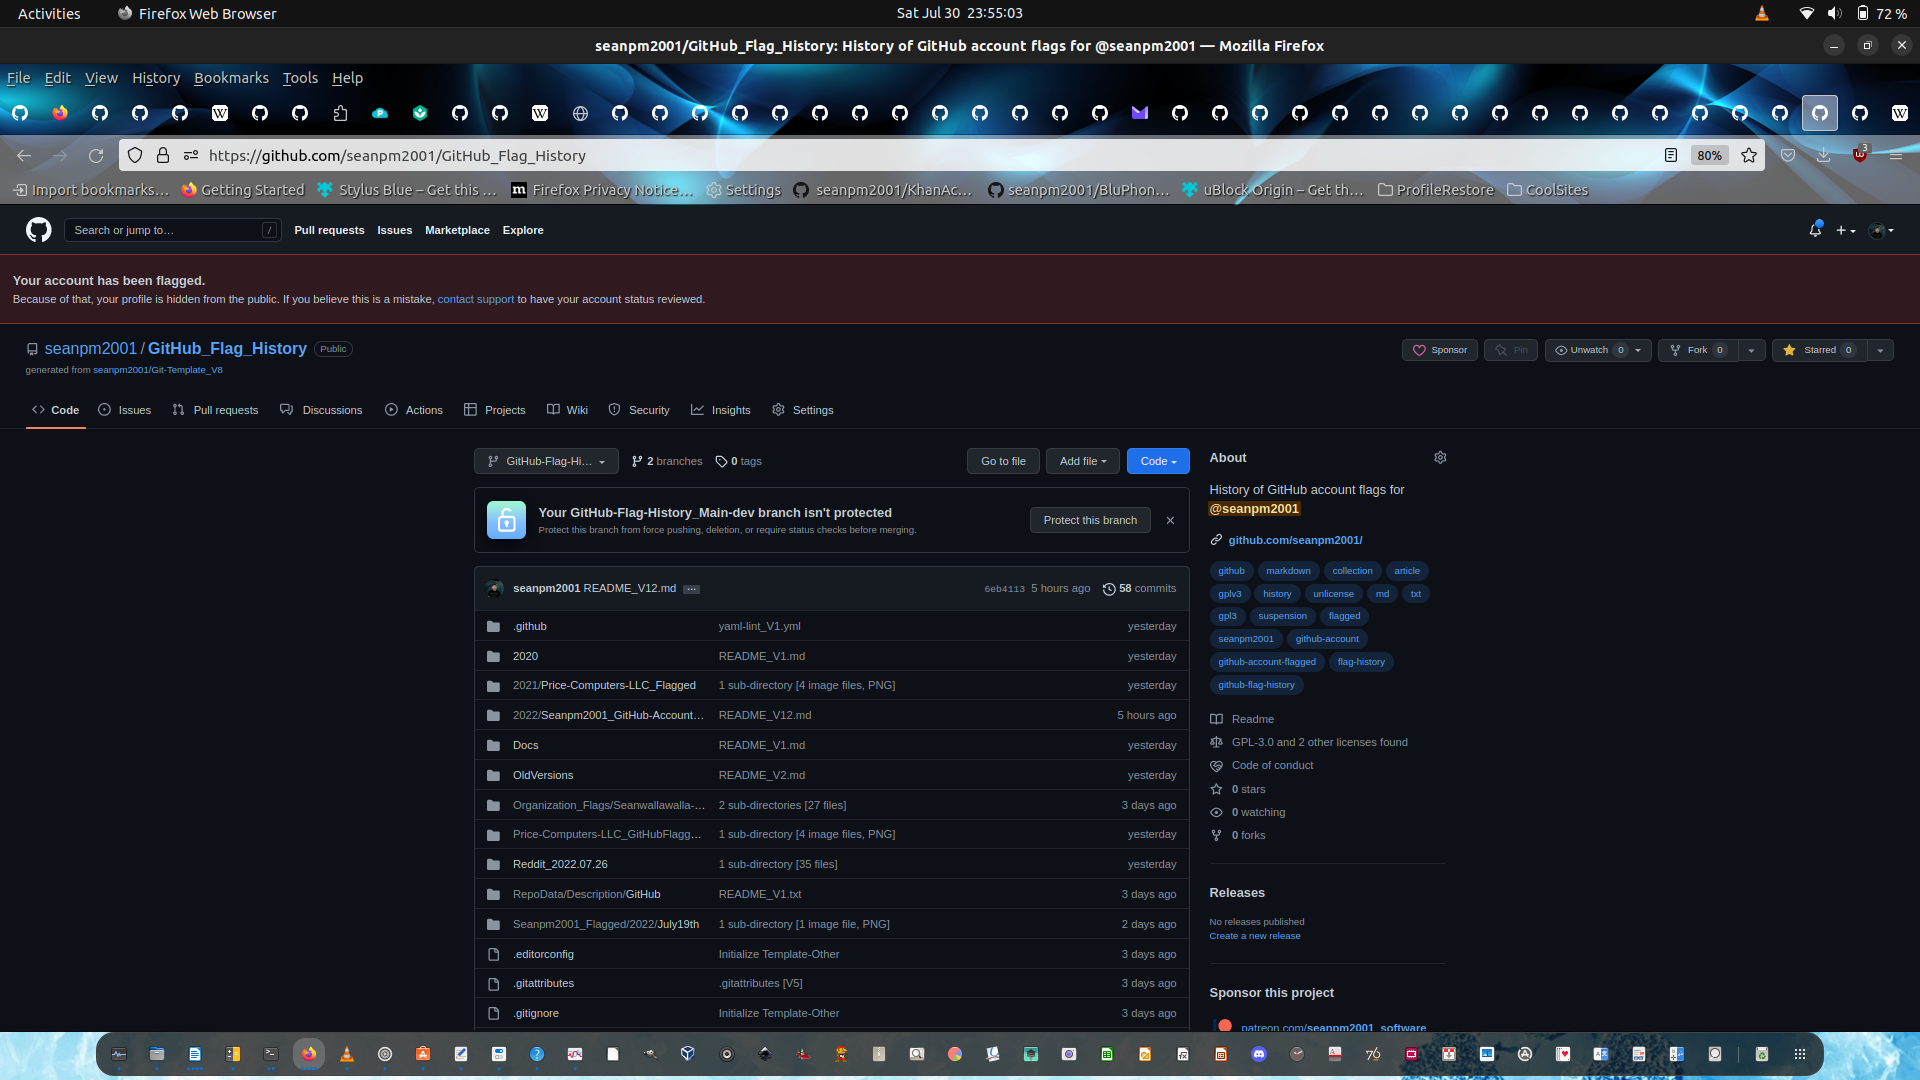 Activities Firefox Web Browser Sat Jul 30 23:55:03 72 %
seanpm2001/GitHub_Flag_History: History of GitHub account flags for @seanpm2001 — Mozilla Firefox
File Edit View History Bookmarks Tools Help
https://github.com/seanpm2001/GitHub_Flag_History 80% 3
Import bookmarks… Getting Started Stylus Blue – Get this … Firefox Privacy Notice… Settings seanpm2001/KhanAc… seanpm2001/BluPhon… uBlock Origin – Get th… ProfileRestore CoolSites
Search or jump to… / Pull requests Issues Marketplace Explore
Your account has been flagged.
Because of that, your profile is hidden from the public. If you believe this is a mistake, contact support to have your account status reviewed.
seanpm2001 / GitHub_Flag_History Public
Sponsor Pin Unwatch 0 Fork 0 Starred 0
generated from seanpm2001/Git-Template_V8
Code Issues Pull requests Discussions Actions Projects Wiki Security Insights Settings
GitHub-Flag-Hi… 2 branches 0 tags Go to file Add file Code
Your GitHub-Flag-History_Main-dev branch isn't protected
Protect this branch from force pushing, deletion, or require status checks before merging.
Protect this branch
seanpm2001 README_V12.md … 6eb4113 5 hours ago 58 commits
.github yaml-lint_V1.yml yesterday
2020 README_V1.md yesterday
2021/Price-Computers-LLC_Flagged 1 sub-directory [4 image files, PNG] yesterday
2022/Seanpm2001_GitHub-Account… README_V12.md 5 hours ago
Docs README_V1.md yesterday
OldVersions README_V2.md yesterday
Organization_Flags/Seanwallawalla-… 2 sub-directories [27 files] 3 days ago
Price-Computers-LLC_GitHubFlagg… 1 sub-directory [4 image files, PNG] yesterday
Reddit_2022.07.26 1 sub-directory [35 files] yesterday
RepoData/Description/GitHub README_V1.txt 3 days ago
Seanpm2001_Flagged/2022/July19th 1 sub-directory [1 image file, PNG] 2 days ago
.editorconfig Initialize Template-Other 3 days ago
.gitattributes .gitattributes [V5] 3 days ago
.gitignore Initialize Template-Other 3 days ago
About
History of GitHub account flags for
@seanpm2001
github.com/seanpm2001/
github markdown collection article
gplv3 history unlicense md txt
gpl3 suspension flagged
seanpm2001 github-account
github-account-flagged flag-history
github-flag-history
Readme
GPL-3.0 and 2 other licenses found
Code of conduct
0 stars
0 watching
0 forks
Releases
No releases published
Create a new release
Sponsor this project
patreon.com/seanpm2001_software